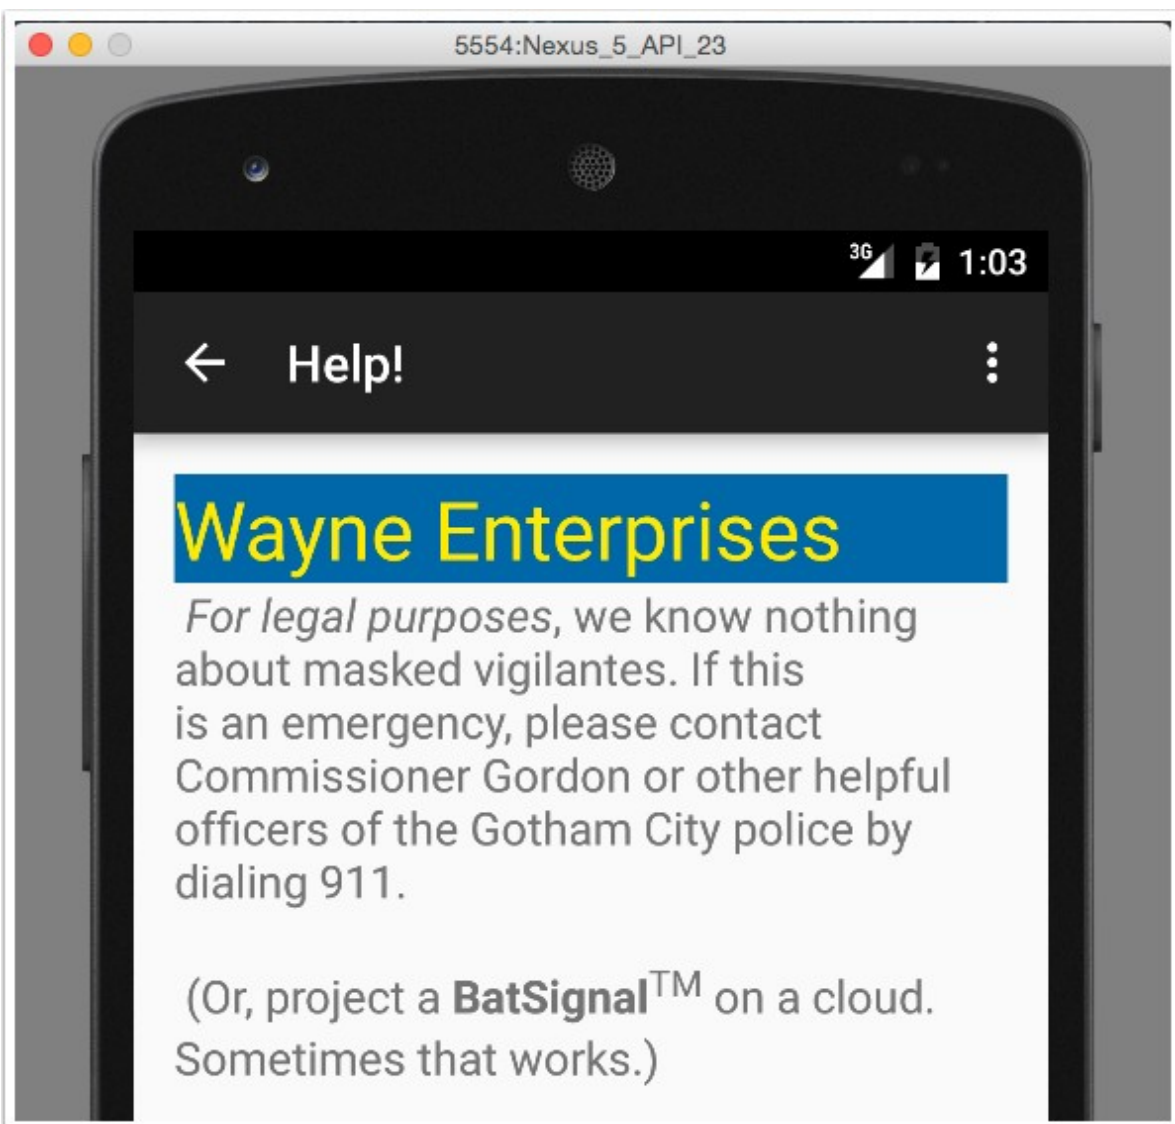 5554:Nexus_5_API_23
3G 1:03
Help!
Wayne Enterprises
For legal purposes, we know nothing
about masked vigilantes. If this
is an emergency, please contact
Commissioner Gordon or other helpful
officers of the Gotham City police by
dialing 911.
(Or, project a BatSignal™ on a cloud.
Sometimes that works.)